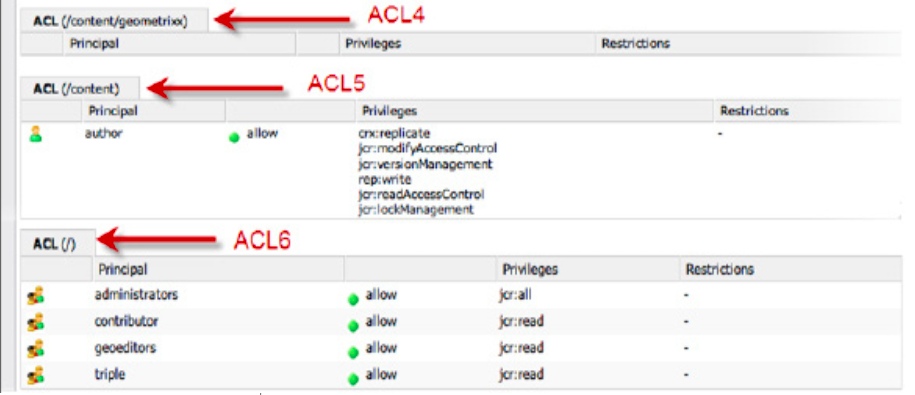 ACL (/content/geometrixx) ACL4
Principal Privileges Restrictions
ACL (/content) ACL5
Principal Privileges Restrictions
author allow crx:replicate -
jcr:modifyAccessControl
jcr:versionManagement
rep:write
jcr:readAccessControl
jcr:lockManagement
ACL (/) ACL6
Principal Privileges Restrictions
administrators allow jcr:all -
contributor allow jcr:read -
geoeditors allow jcr:read -
triple allow jcr:read -